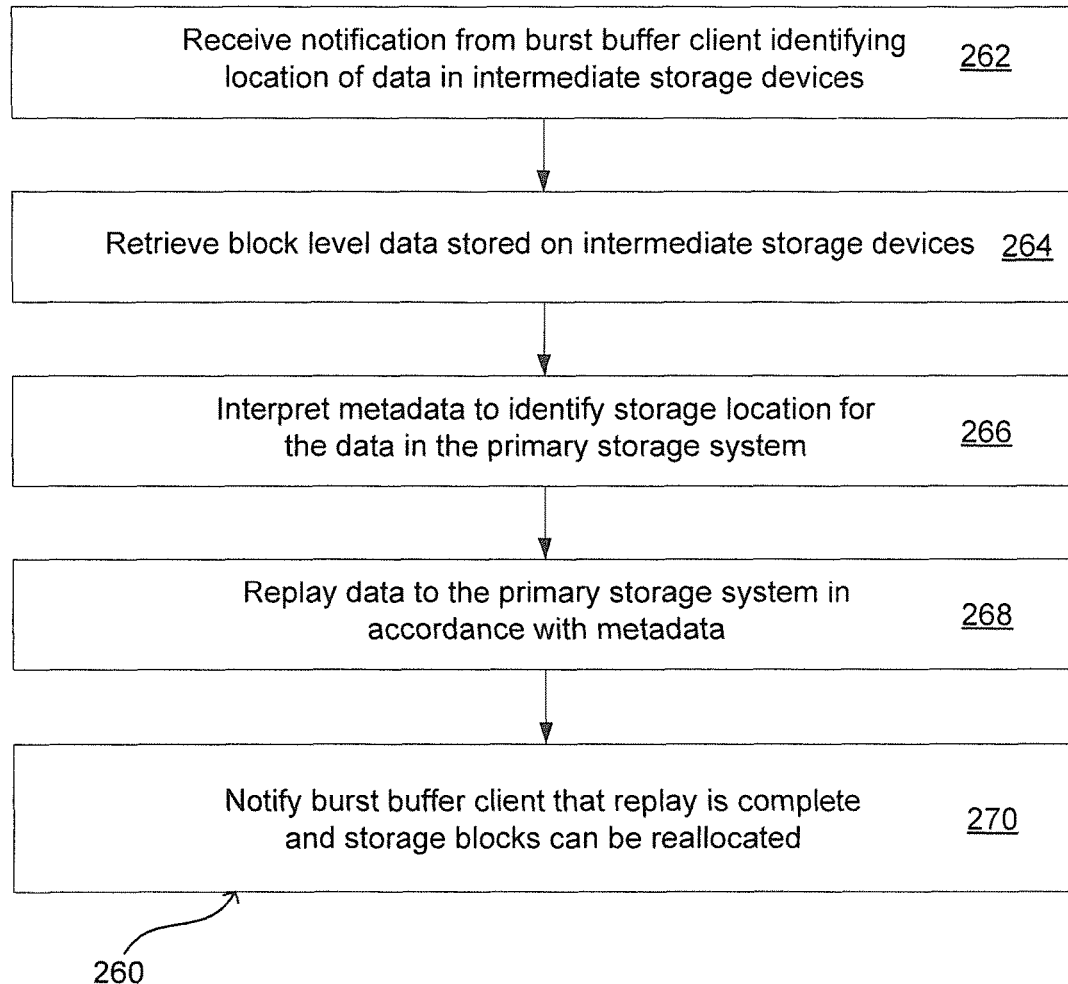 Receive notification from burst buffer client identifying
location of data in intermediate storage devices
262
Retrieve block level data stored on intermediate storage devices 264
Interpret metadata to identify storage location for
the data in the primary storage system
266
Replay data to the primary storage system in
accordance with metadata
268
Notify burst buffer client that replay is complete
and storage blocks can be reallocated
270
260